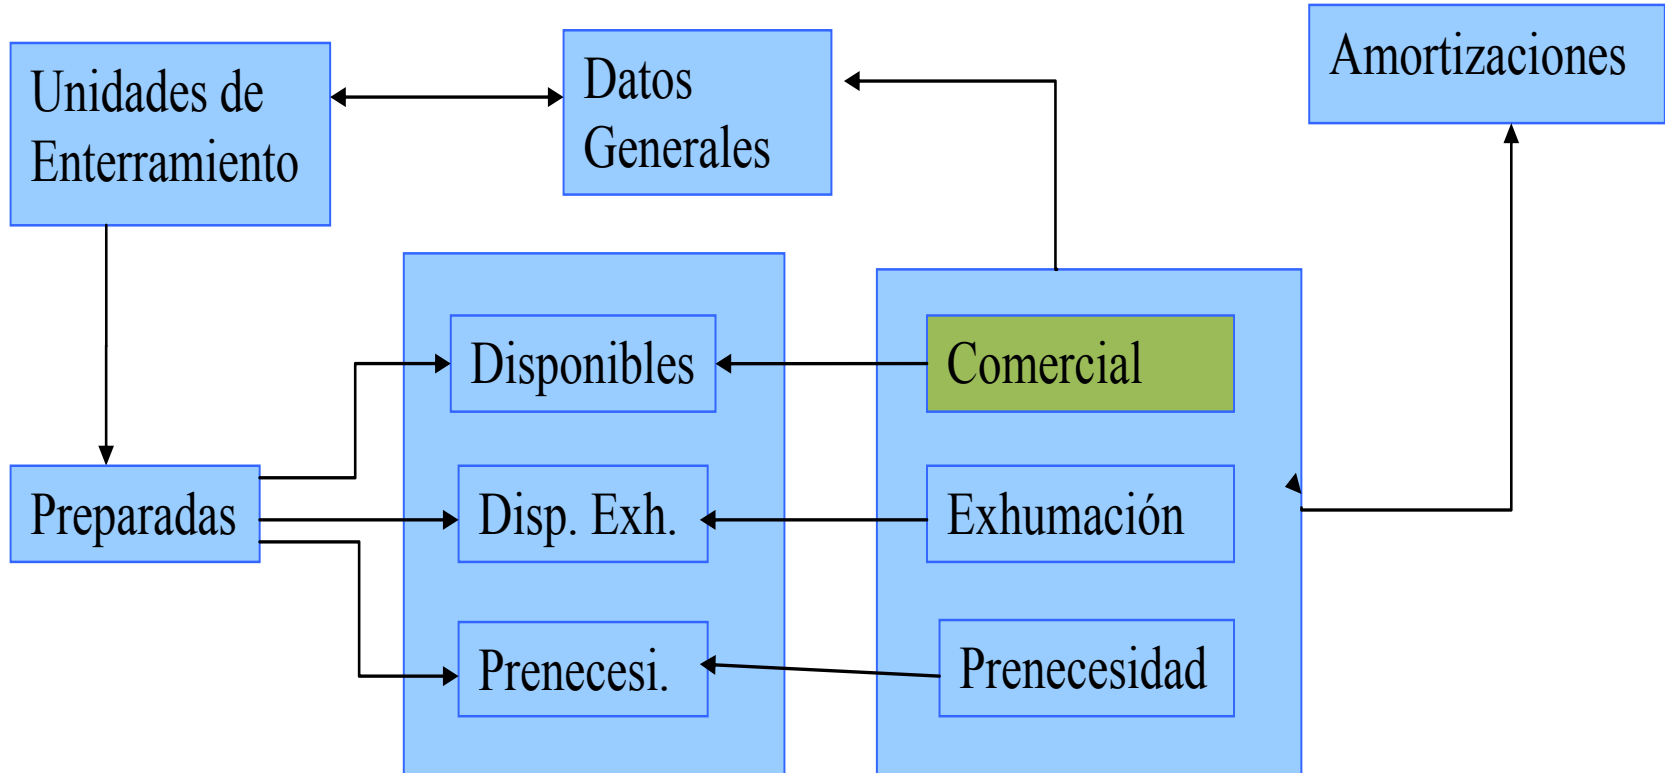 Unidades de
Enterramiento
Datos
Generales
Amortizaciones
Disponibles
Comercial
Preparadas
Disp. Exh.
Exhumación
Prenecesi.
Prenecesidad